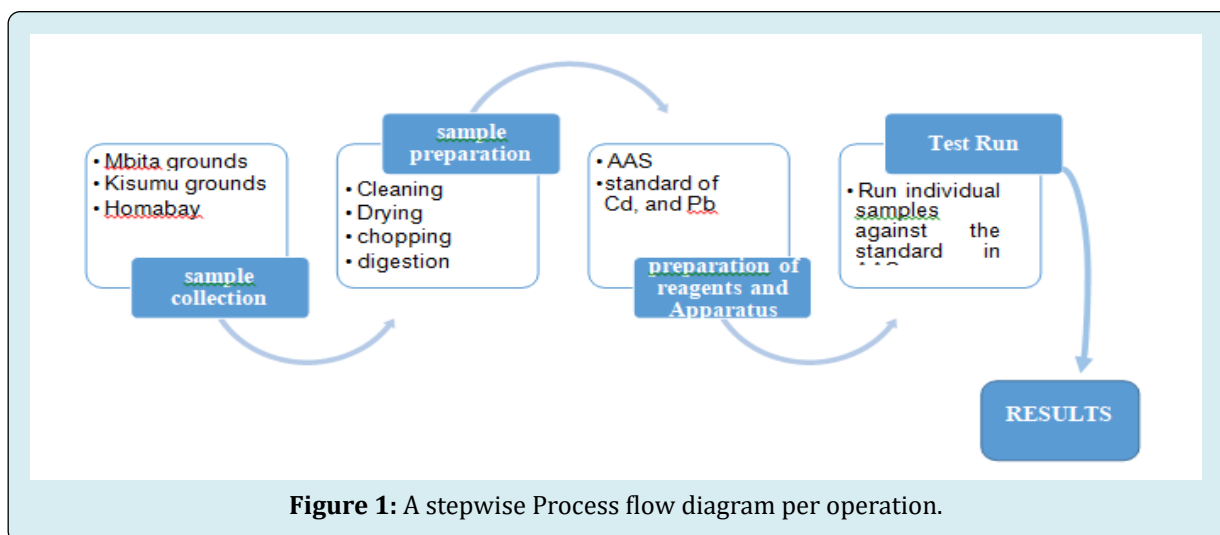 • Mbita grounds
• Kisumu grounds
• Homabay
sample
collection
sample
preparation
• Cleaning
• Drying
• chopping
• digestion
• AAS
•standard of
Cd, and Pb
preparation of
reagents and
Apparatus
Test Run
• Run individual
samples
against the
standard in
RESULTS
Figure 1: A stepwise Process flow diagram per operation.